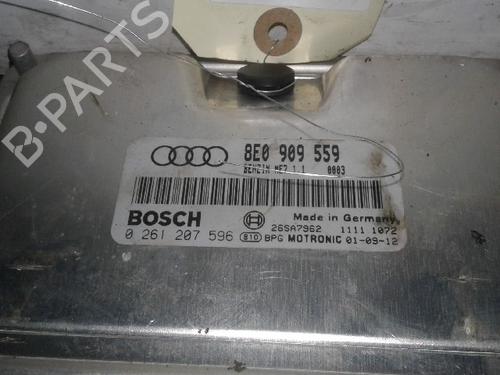 B-PARTS
8E0 909 559
BENZIN ME7.1.1 0003
BOSCH
Made in Germany
0 261 207 596
26SA7962
1111 1072
810 BPG MOTRONIC 01-09-12